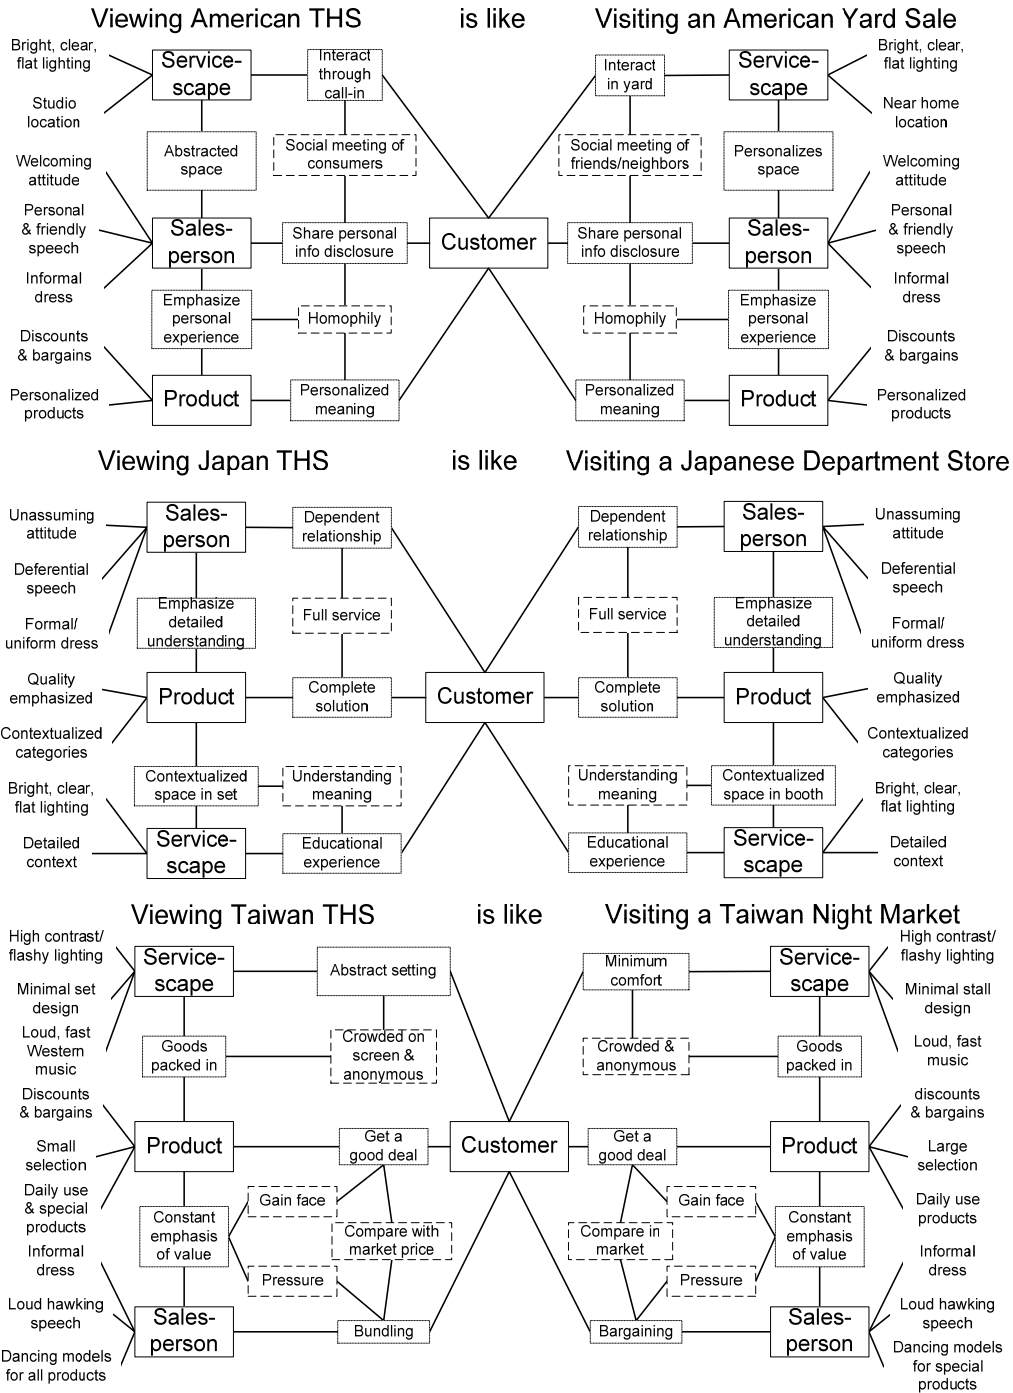 Viewing American THS is like Visiting an American Yard Sale
Bright, clear,
flat lighting
Studio
location
Welcoming
attitude
Personal
& friendly
speech
Informal
dress
Discounts
& bargains
Personalized
products
Service-
scape
Abstracted
space
Sales-
person
Emphasize
personal
experience
Product
Interact
through
call-in
Social meeting of
consumers
Share personal
info disclosure
Homophily
Personalized
meaning
Customer
Interact
in yard
Social meeting of
friends/neighbors
Share personal
info disclosure
Homophily
Personalized
meaning
Service-
scape
Personalizes
space
Sales-
person
Emphasize
personal
experience
Product
Bright, clear,
flat lighting
Near home
location
Welcoming
attitude
Personal
& friendly
speech
Informal
dress
Discounts
& bargains
Personalized
products
Viewing Japan THS is like Visiting a Japanese Department Store
Unassuming
attitude
Deferential
speech
Formal/
uniform dress
Quality
emphasized
Contextualized
categories
Bright, clear,
flat lighting
Detailed
context
Sales-
person
Emphasize
detailed
understanding
Product
Contextualized
space in set
Service-
scape
Dependent
relationship
Full service
Complete
solution
Understanding
meaning
Educational
experience
Customer
Dependent
relationship
Full service
Complete
solution
Understanding
meaning
Educational
experience
Sales-
person
Emphasize
detailed
understanding
Product
Contextualized
space in booth
Service-
scape
Unassuming
attitude
Deferential
speech
Formal/
uniform dress
Quality
emphasized
Contextualized
categories
Bright, clear,
flat lighting
Detailed
context
Viewing Taiwan THS is like Visiting a Taiwan Night Market
High contrast/
flashy lighting
Minimal set
design
Loud, fast
Western
music
Discounts
& bargains
Small
selection
Daily use
& special
products
Informal
dress
Loud hawking
speech
Dancing models
for all products
Service-
scape
Goods
packed in
Product
Constant
emphasis
of value
Sales-
person
Abstract setting
Crowded on
screen &
anonymous
Get a
good deal
Gain face
Compare with
market price
Pressure
Bundling
Customer
Minimum
comfort
Crowded &
anonymous
Get a
good deal
Gain face
Compare in
market
Pressure
Bargaining
Service-
scape
Goods
packed in
Product
Constant
emphasis
of value
Sales-
person
High contrast/
flashy lighting
Minimal stall
design
Loud, fast
music
discounts
& bargains
Large
selection
Daily use
products
Informal
dress
Loud hawking
speech
Dancing models
for special
products